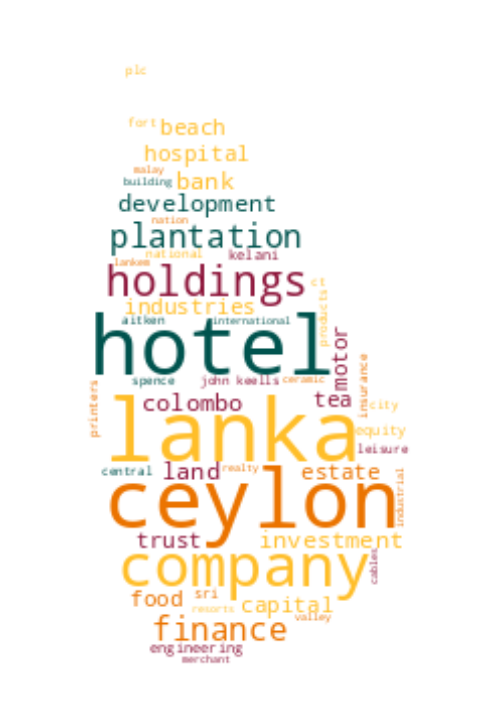 plc
fort beach
hospital
malay
building bank
development
nation
plantation
national kelani
lankem
holdings ct
industries products
aitken international
hotel
motor
spence john keells ceramic insurance
printers
colombo tea city
lanka equity
leisure
central land realty estate
ceylon industrial
trust investment
company cables
food sri capital
resorts valley
finance
engineering
merchant